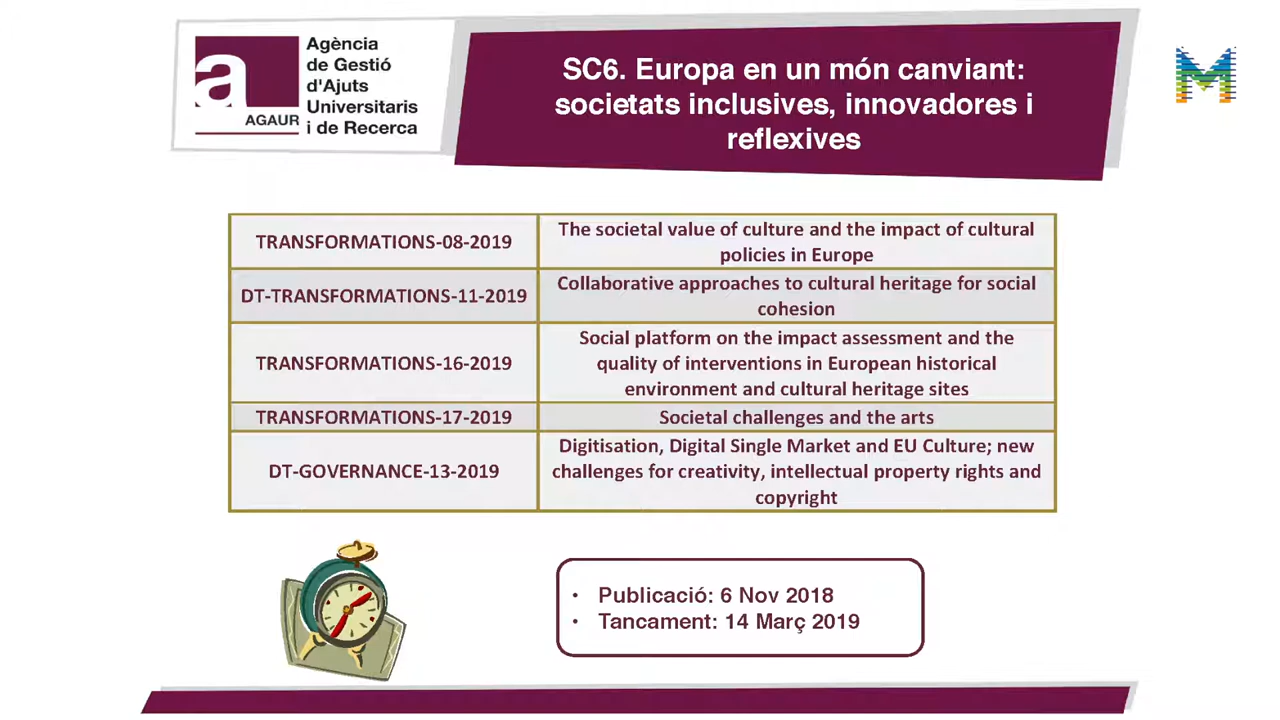 Agència
de Gestió
d'Ajuts
Universitaris
i de Recerca
a
AGAUR
SC6. Europa en un món canviant:
societats inclusives, innovadores i
reflexives
M
TRANSFORMATIONS-08-2019
The societal value of culture and the impact of cultural
policies in Europe
DT-TRANSFORMATIONS-11-2019
Collaborative approaches to cultural heritage for social
cohesion
TRANSFORMATIONS-16-2019
Social platform on the impact assessment and the
quality of interventions in European historical
environment and cultural heritage sites
TRANSFORMATIONS-17-2019
Societal challenges and the arts
DT-GOVERNANCE-13-2019
Digitisation, Digital Single Market and EU Culture; new
challenges for creativity, intellectual property rights and
copyright
• Publicació: 6 Nov 2018
• Tancament: 14 Març 2019